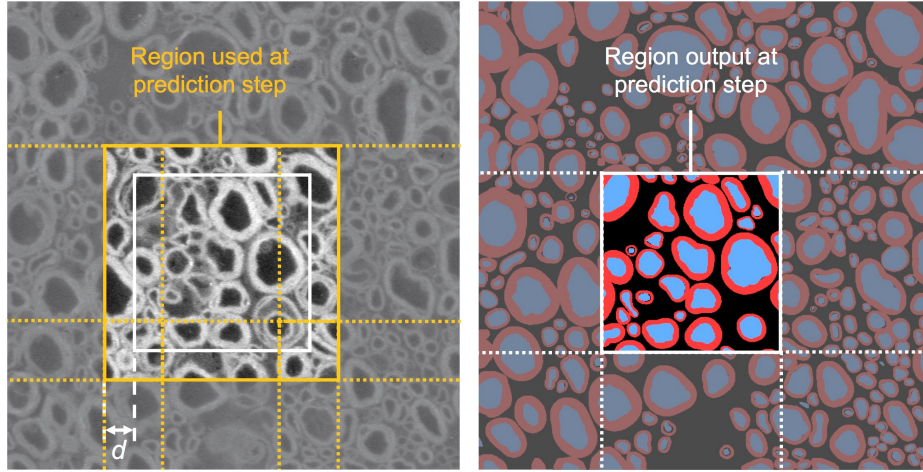 Region used at
prediction step
d
Region output at
prediction step